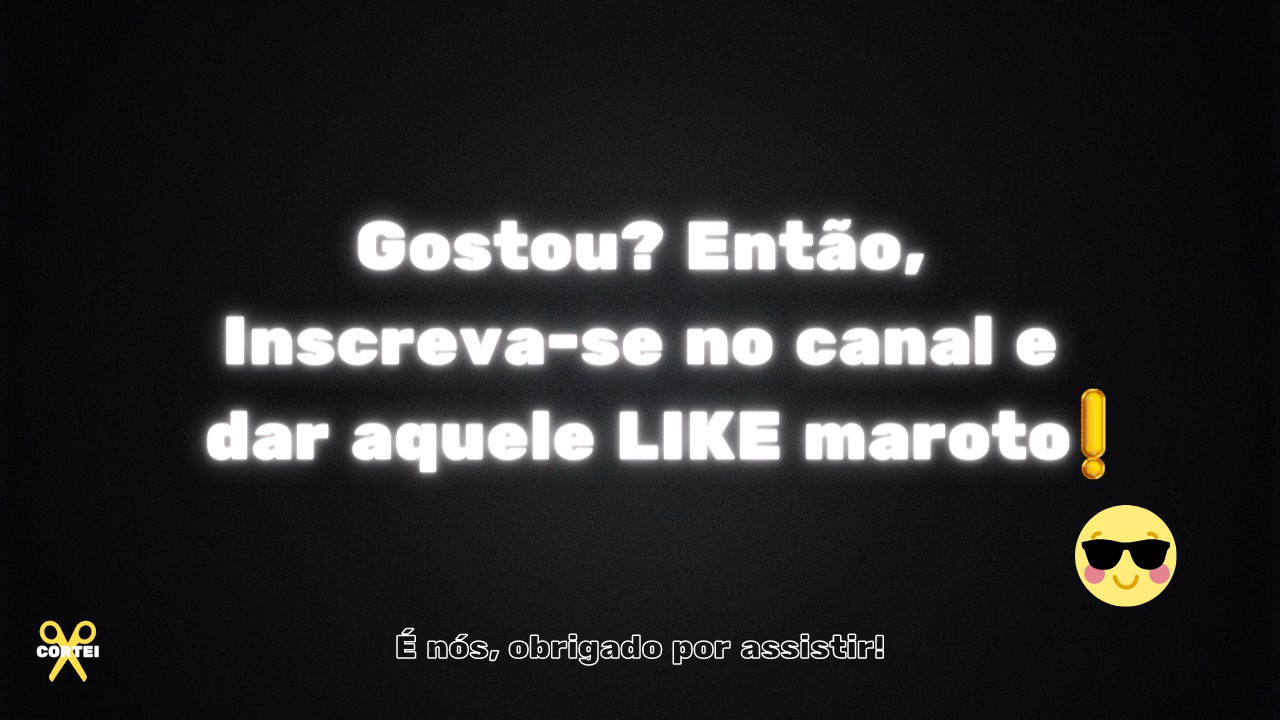 Gostou? Então,
Inscreva-se no canal e
dar aquele LIKE maroto!
CORTEI
É nós, obrigado por assistir!